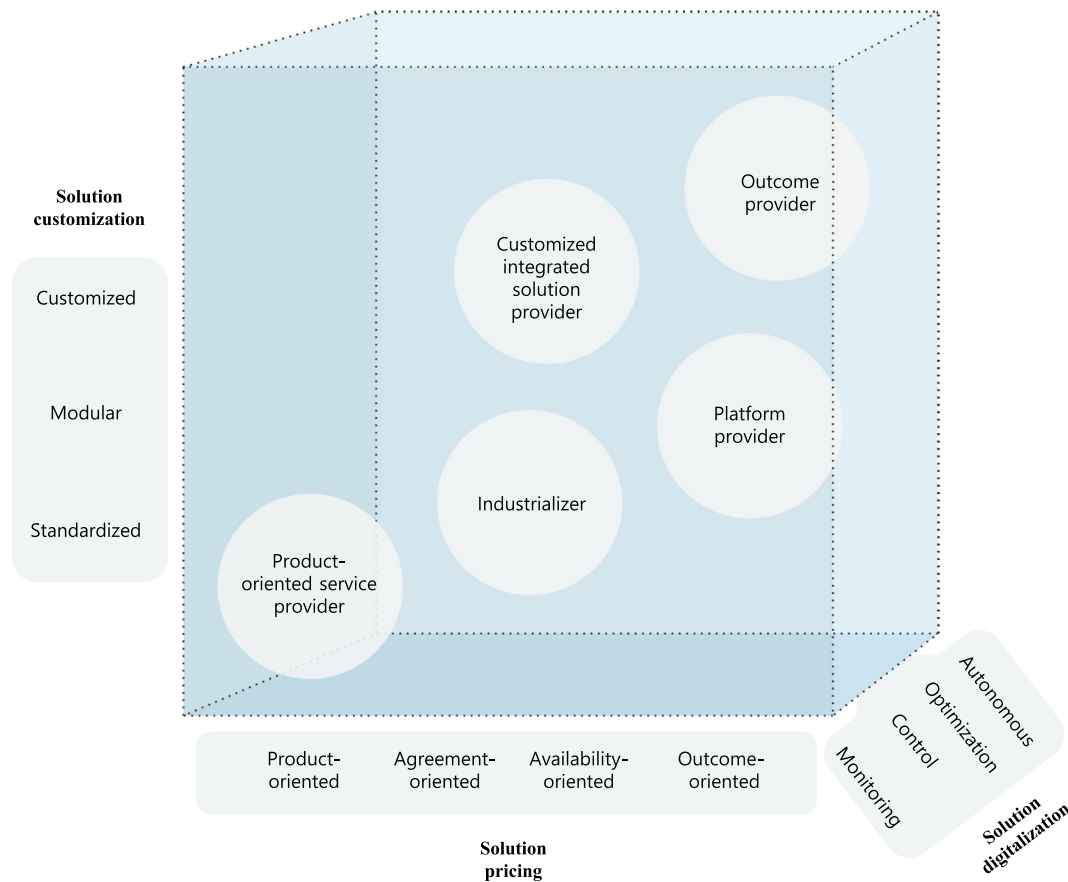 Solution
customization
Customized
Modular
Standardized
Outcome
provider
Customized
integrated
solution
provider
Platform
provider
Industrializer
Product-
oriented service
provider
Product-
oriented
Agreement-
oriented
Availability-
oriented
Outcome-
oriented
Solution
pricing
Monitoring
Control
Optimization
Autonomous
Solution
digitalization